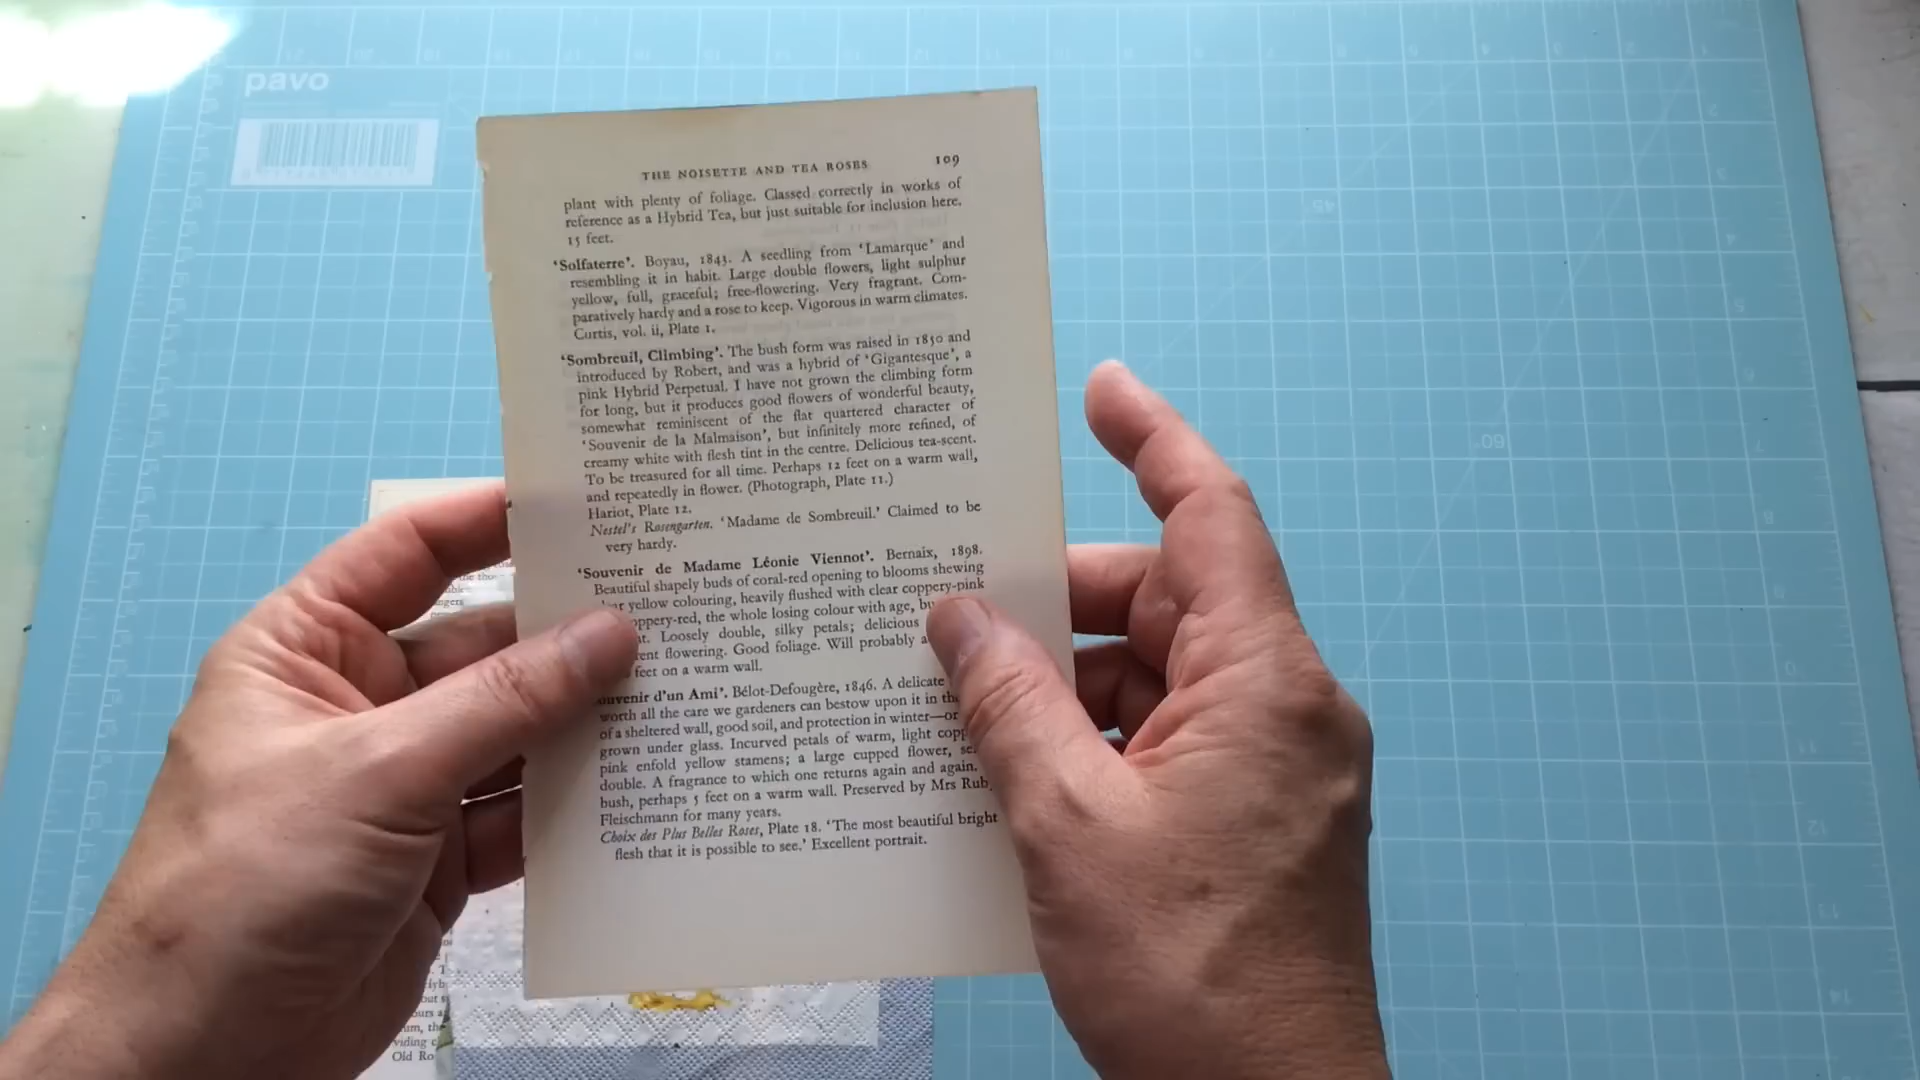 pavo
THE NOISETTE AND TEA ROSES 109
plant with plenty of foliage. Classed correctly in works of
reference as a Hybrid Tea, but just suitable for inclusion here.
15 feet.
‘Solfaterre’. Boyau, 1843. A seedling from ‘Lamarque’ and
resembling it in habit. Large double flowers, light sulphur
yellow, full, graceful; free-flowering. Very fragrant. Com-
paratively hardy and a rose to keep. Vigorous in warm climates.
Curtis, vol. ii, Plate 1.
‘Sombreuil, Climbing’. The bush form was raised in 1850 and
introduced by Robert, and was a hybrid of ‘Gigantesque’, a
pink Hybrid Perpetual. I have not grown the climbing form
for long, but it produces good flowers of wonderful beauty,
somewhat reminiscent of the flat quartered character of
‘Souvenir de la Malmaison’, but infinitely more refined, of
creamy white with flesh tint in the centre. Delicious tea-scent.
To be treasured for all time. Perhaps 12 feet on a warm wall,
and repeatedly in flower. (Photograph, Plate 11.)
Hariot, Plate 12.
Nestel's Rosengarten. ‘Madame de Sombreuil.’ Claimed to be
very hardy.
‘Souvenir de Madame Léonie Viennot’. Bernaix, 1898.
Beautiful shapely buds of coral-red opening to blooms shewing
yellow colouring, heavily flushed with clear coppery-pink
oppery-red, the whole losing colour with age,
Loosely double, silky petals; delicious
flowering. Good foliage. Will probably
feet on a warm wall.
ouvenir d'un Ami’. Bélot-Defougère, 1846. A delicate
worth all the care we gardeners can bestow upon it in
of a sheltered wall, good soil, and protection in winter—or
grown under glass. Incurved petals of warm, light
pink enfold yellow stamens; a large cupped flower,
double. A fragrance to which one returns again and again.
bush, perhaps 5 feet on a warm wall. Preserved by Mrs
Fleischmann for many years.
Choix des Plus Belles Roses, Plate 18. ‘The most beautiful bright
flesh that it is possible to see.’ Excellent portrait.